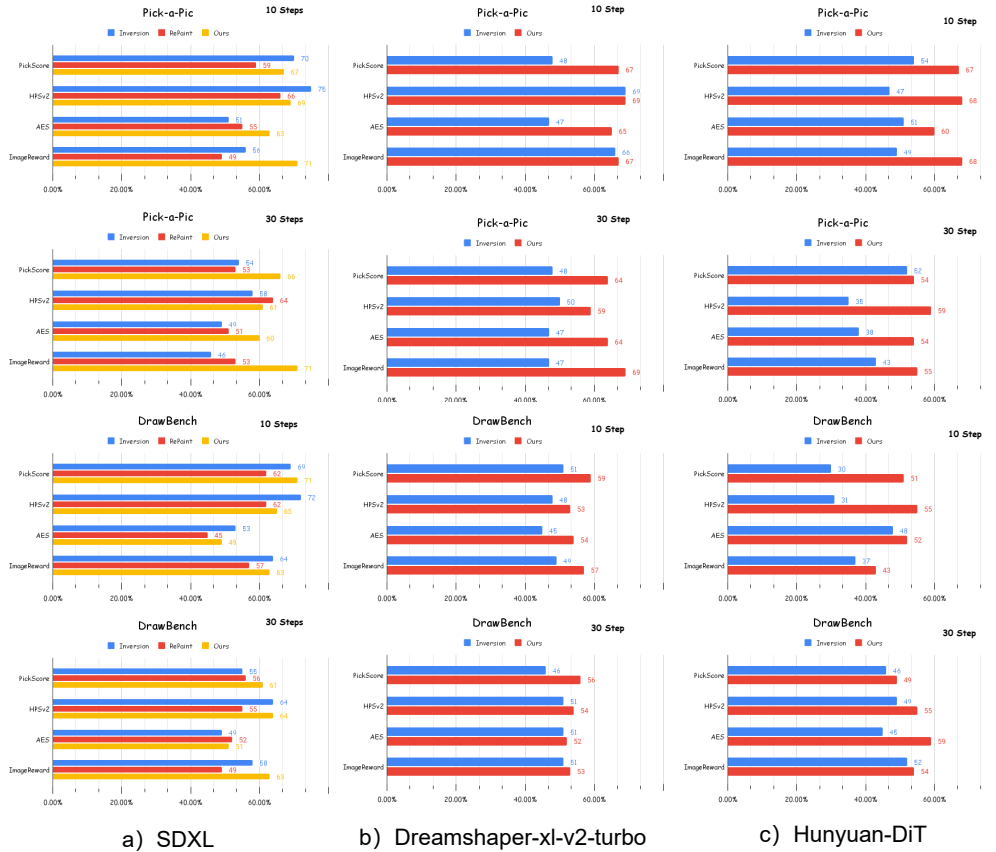 Pick-a-Pic
10 Steps
Inversion RePaint Ours
PickScore 70 59 67
HPSv2 75 66 69
AES 51 55 63
ImageReward 56 49 71
0.00% 20.00% 40.00% 60.00%
Pick-a-Pic
10 Step
Inversion Ours
PickScore 48 67
HPSv2 69 69
AES 47 65
ImageReward 66 67
0.00% 20.00% 40.00% 60.00%
Pick-a-Pic
10 Step
Inversion Ours
PickScore 54 67
HPSv2 47 68
AES 51 60
ImageReward 49 68
0.00% 20.00% 40.00% 60.00%
Pick-a-Pic
30 Steps
Inversion RePaint Ours
PickScore 54 53 66
HPSv2 58 64 61
AES 49 51 60
ImageReward 46 53 71
0.00% 20.00% 40.00% 60.00%
Pick-a-Pic
30 Step
Inversion Ours
PickScore 48 64
HPSv2 50 59
AES 47 64
ImageReward 47 69
0.00% 20.00% 40.00% 60.00%
Pick-a-Pic
30 Step
Inversion Ours
PickScore 52 54
HPSv2 35 59
AES 38 54
ImageReward 43 55
0.00% 20.00% 40.00% 60.00%
DrawBench
10 Steps
Inversion RePaint Ours
PickScore 69 62 71
HPSv2 72 62 65
AES 53 45 49
ImageReward 64 57 63
0.00% 20.00% 40.00% 60.00%
DrawBench
10 Step
Inversion Ours
PickScore 51 59
HPSv2 48 53
AES 45 54
ImageReward 49 57
0.00% 20.00% 40.00% 60.00%
DrawBench
10 Step
Inversion Ours
PickScore 30 51
HPSv2 31 55
AES 48 52
ImageReward 37 43
0.00% 20.00% 40.00% 60.00%
DrawBench
30 Steps
Inversion RePaint Ours
PickScore 55 56 61
HPSv2 64 55 64
AES 49 52 51
ImageReward 58 49 63
0.00% 20.00% 40.00% 60.00%
DrawBench
30 Step
Inversion Ours
PickScore 46 56
HPSv2 51 54
AES 51 52
ImageReward 51 53
0.00% 20.00% 40.00% 60.00%
DrawBench
30 Step
Inversion Ours
PickScore 46 49
HPSv2 49 55
AES 45 59
ImageReward 52 54
0.00% 20.00% 40.00% 60.00%
a) SDXL
b) Dreamshaper-xl-v2-turbo
c) Hunyuan-DiT